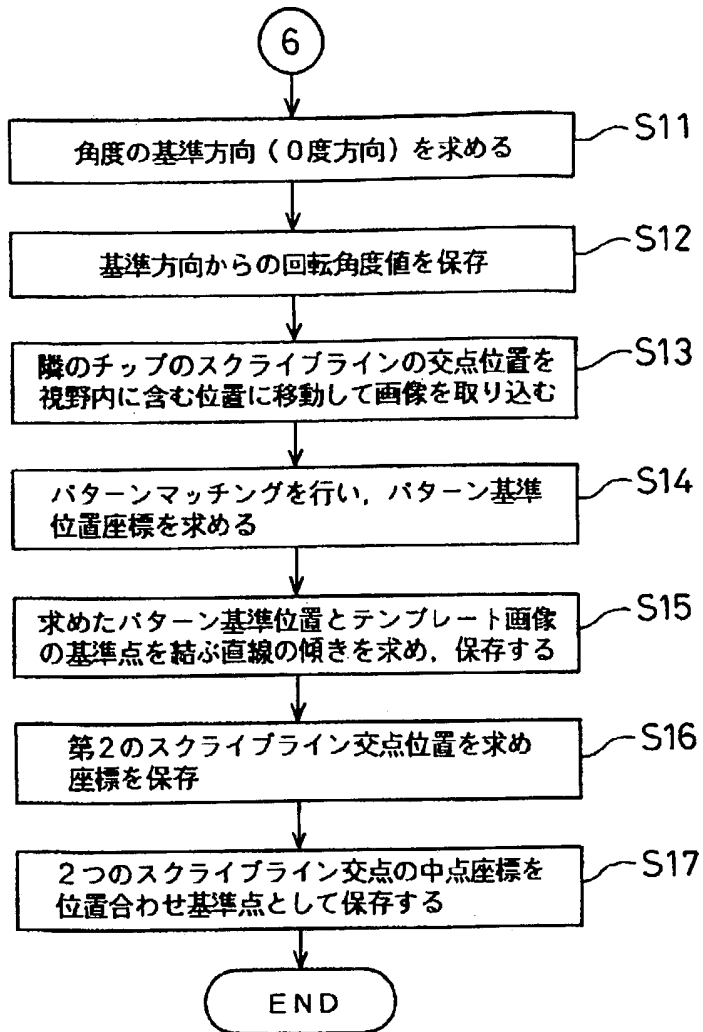 6
角度の基準方向（0度方向）を求める
S11
基準方向からの回転角度値を保存
S12
隣のチップのスクライブラインの交点位置を
視野内に含む位置に移動して画像を取り込む
S13
パターンマッチングを行い，パターン基準
位置座標を求める
S14
求めたパターン基準位置とテンプレート画像
の基準点を結ぶ直線の傾きを求め，保存する
S15
第2のスクライブライン交点位置を求め
座標を保存
S16
2つのスクライブライン交点の中点座標を
位置合わせ基準点として保存する
S17
END